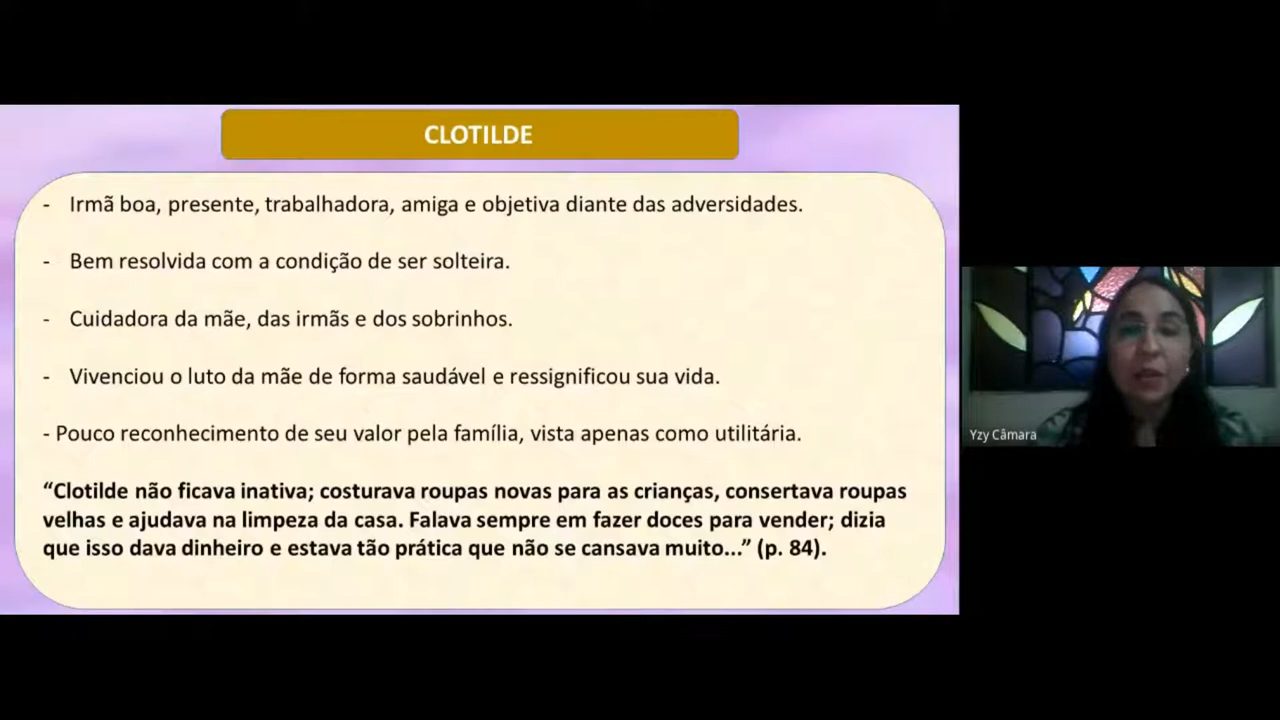 CLOTILDE
- Irmã boa, presente, trabalhadora, amiga e objetiva diante das adversidades.
- Bem resolvida com a condição de ser solteira.
- Cuidadora da mãe, das irmãs e dos sobrinhos.
- Vivenciou o luto da mãe de forma saudável e ressignificou sua vida.
- Pouco reconhecimento de seu valor pela família, vista apenas como utilitária.
“Clotilde não ficava inativa; costurava roupas novas para as crianças, consertava roupas
velhas e ajudava na limpeza da casa. Falava sempre em fazer doces para vender; dizia
que isso dava dinheiro e estava tão prática que não se cansava muito...” (p. 84).
Yzy Câmara